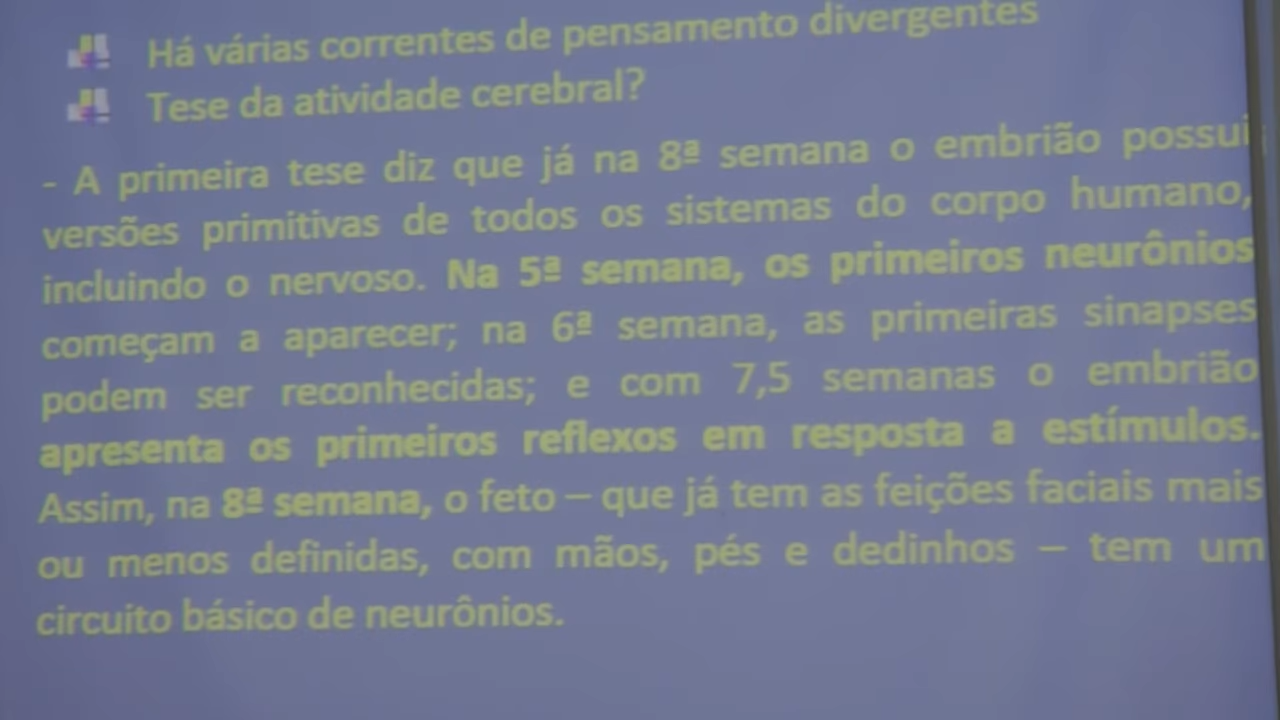 Há várias correntes de pensamento divergentes
Tese da atividade cerebral?
- A primeira tese diz que já na 8ª semana o embrião possui
versões primitivas de todos os sistemas do corpo humano,
incluindo o nervoso. Na 5ª semana, os primeiros neurônios
começam a aparecer; na 6ª semana, as primeiras sinapses
podem ser reconhecidas; e com 7,5 semanas o embrião
apresenta os primeiros reflexos em resposta a estímulos.
Assim, na 8ª semana, o feto – que já tem as feições faciais mais
ou menos definidas, com mãos, pés e dedinhos – tem um
circuito básico de neurônios.